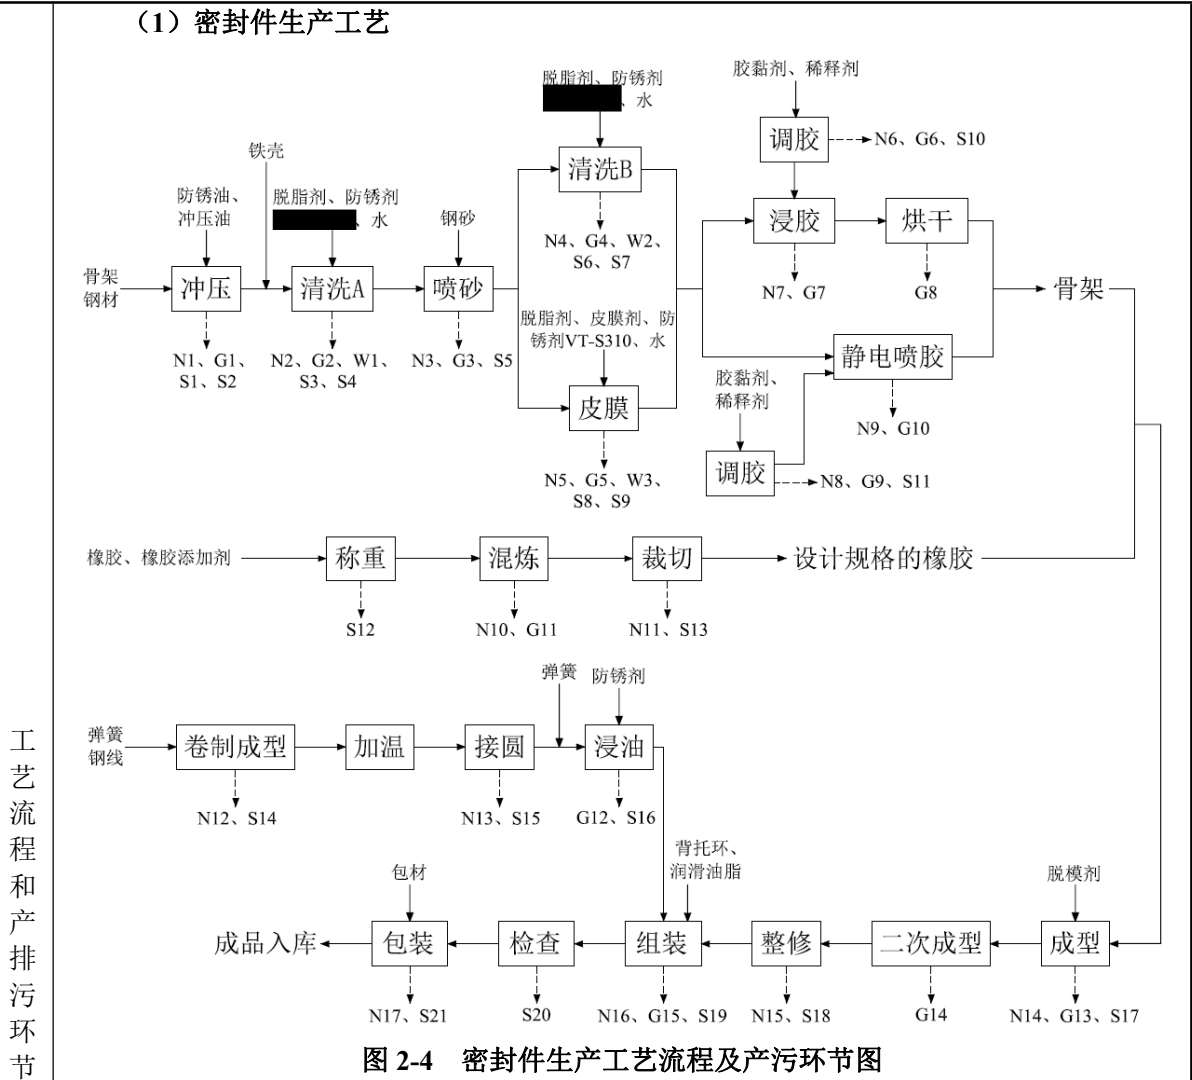 （1）密封件生产工艺
脱脂剂、防锈剂
、水
胶黏剂、稀释剂
调胶
N6、G6、S10
铁壳
清洗B
防锈油、
冲压油
脱脂剂、防锈剂
、水
钢砂
浸胶
烘干
N4、G4、W2、
S6、S7
骨架
钢材
冲压
清洗A
喷砂
N7、G7
G8
骨架
脱脂剂、皮膜剂、防
锈剂VT-S310、水
N1、G1、
S1、S2
N2、G2、W1、
S3、S4
N3、G3、S5
静电喷胶
胶黏剂、
稀释剂
皮膜
N9、G10
调胶
N8、G9、S11
N5、G5、W3、
S8、S9
橡胶、橡胶添加剂
称重
混炼
裁切
设计规格的橡胶
S12
N10、G11
N11、S13
弹簧
防锈剂
弹簧
钢线
卷制成型
加温
接圆
浸油
N12、S14
N13、S15
G12、S16
背托环、
润滑油脂
包材
脱模剂
成品入库
包装
检查
组装
整修
二次成型
成型
N17、S21
S20
N16、G15、S19
N15、S18
G14
N14、G13、S17
图 2-4 密封件生产工艺流程及产污环节图
工
艺
流
程
和
产
排
污
环
节